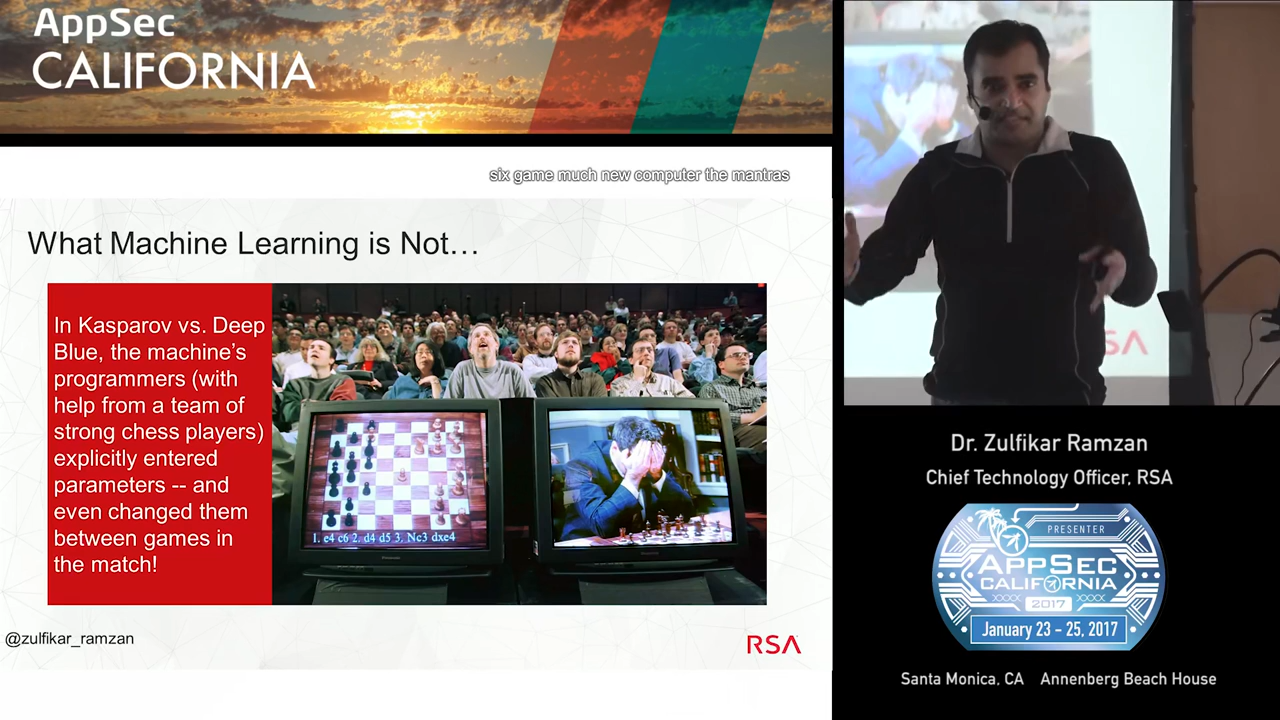 AppSec
CALIFORNIA
six game much new computer the mantras
What Machine Learning is Not…
In Kasparov vs. Deep
Blue, the machine’s
programmers (with
help from a team of
strong chess players)
explicitly entered
parameters -- and
even changed them
between games in
the match!
1. e4 c6 2. d4 d5 3. Nc3 dxe4
@zulfikar_ramzan
RSA
SA
Dr. Zulfikar Ramzan
Chief Technology Officer, RSA
PRESENTER
APPSEC
CALIFORNIA
2017
January 23 - 25, 2017
Santa Monica, CA Annenberg Beach House